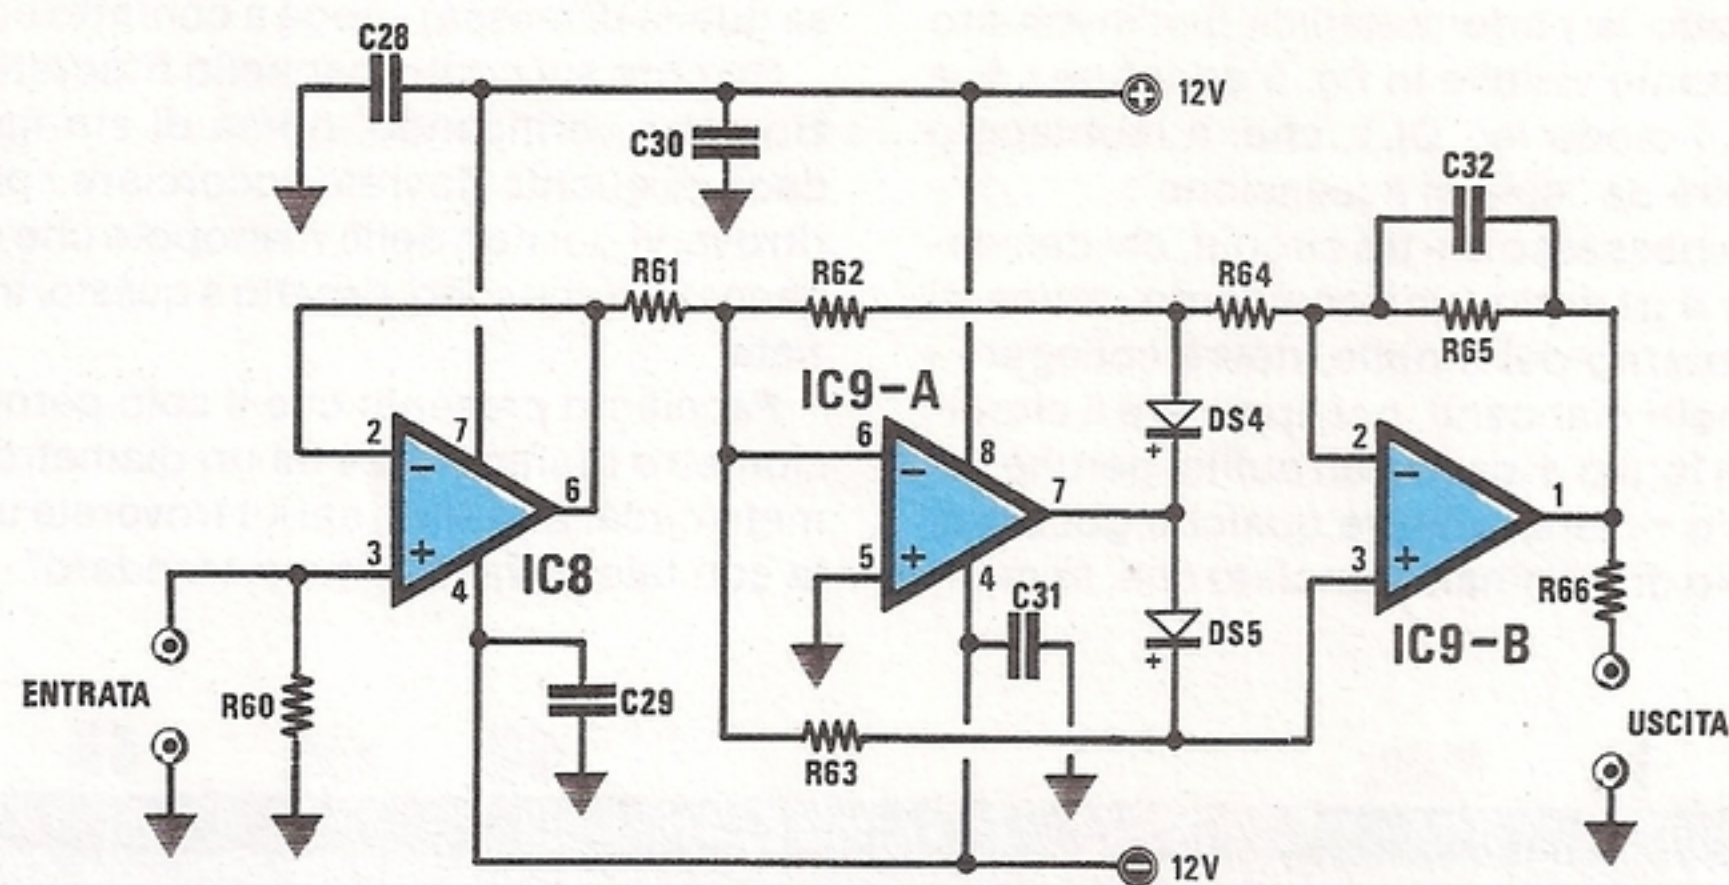 C28
12V
C30
C32
R61
R62
R64
R65
IC9-A
DS4
+
2
7
6
8
2
−
−
−
6
7
1
3
+
5
+
3
+
4
IC8
4
C31
R66
DS5
+
IC9-B
ENTRATA
R60
C29
USCITA
R63
12V